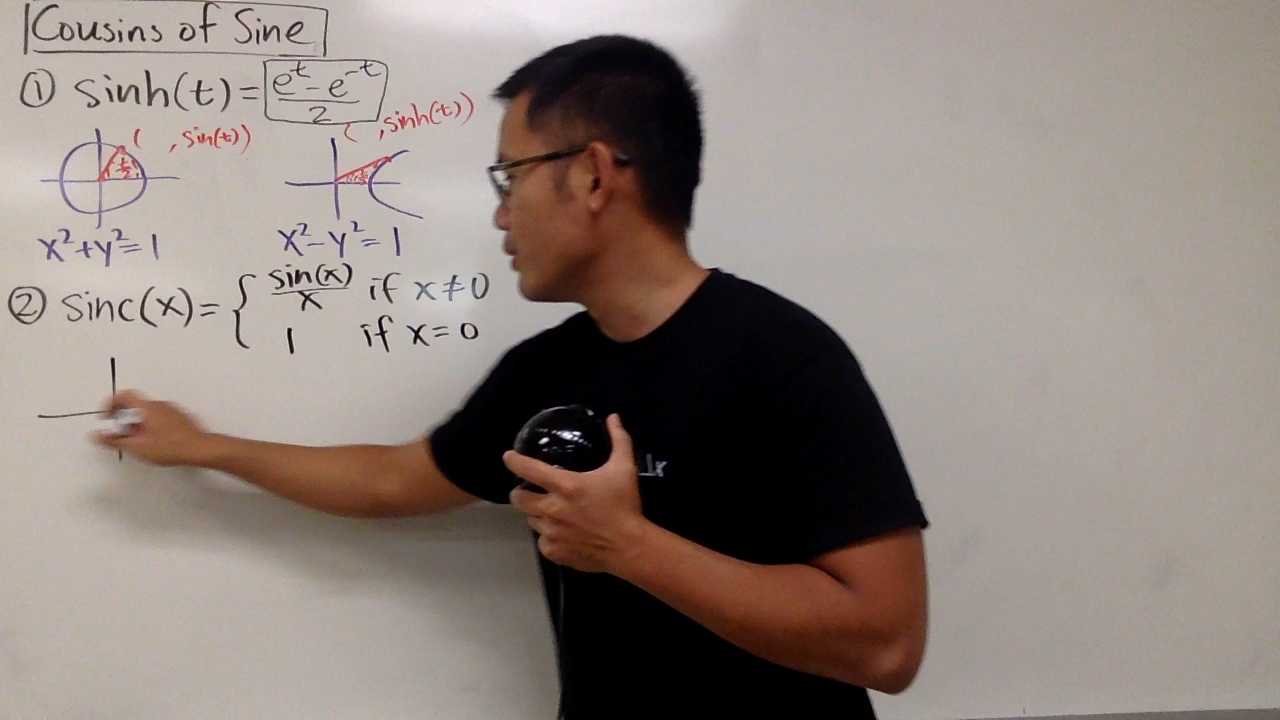 Cousins of Sine
① sinh(t) = (e^t - e^-t)/2
( , sin(t))
( , sinh(t))
t/2
x²+y²=1
x²-y²=1
② sinc(x) = { sin(x)/x if x≠0
1 if x=0